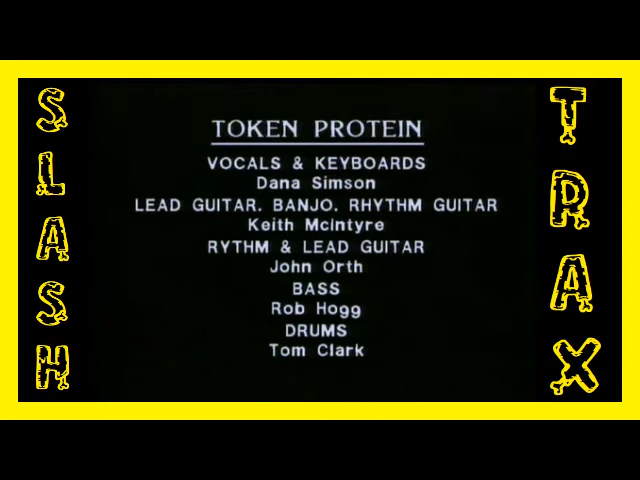 SLASH
TOKEN PROTEIN
VOCALS & KEYBOARDS
Dana Simson
LEAD GUITAR. BANJO. RHYTHM GUITAR
Keith McIntyre
RYTHM & LEAD GUITAR
John Orth
BASS
Rob Hogg
DRUMS
Tom Clark
TRAX